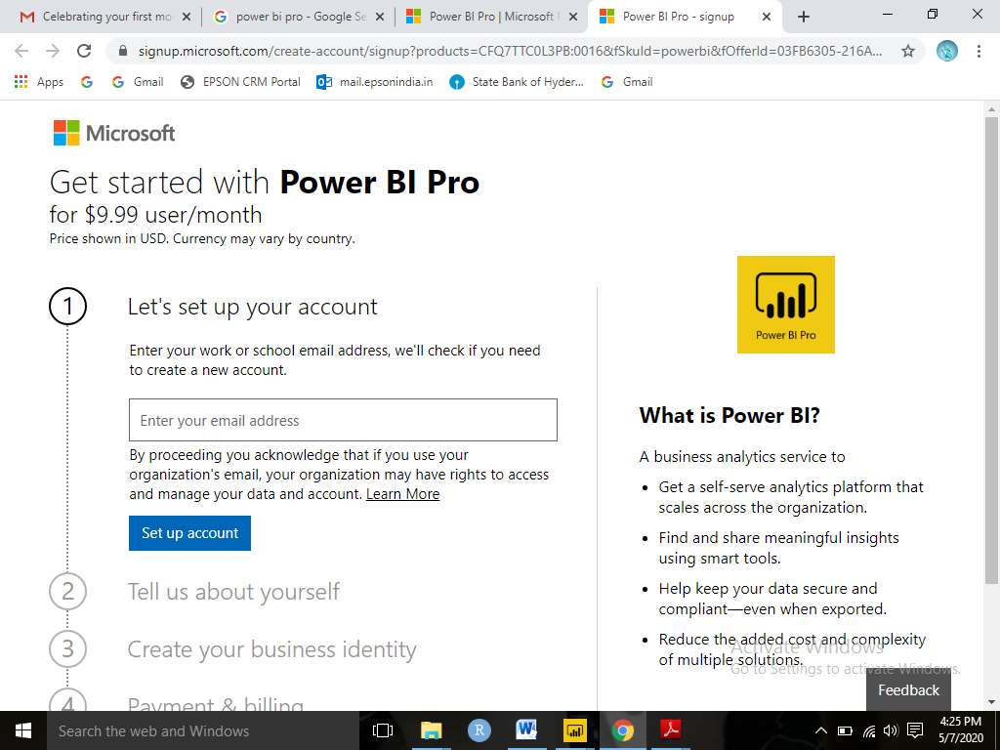 Celebrating your first mo
power bi pro - Google Se
Power BI Pro | Microsoft P
Power BI Pro - signup
signup.microsoft.com/create-account/signup?products=CFQ7TTC0L3PB:0016&fSkuId=powerbi&fOfferId=03FB6305-216A...
Apps
Gmail
EPSON CRM Portal
mail.epsonindia.in
State Bank of Hyder...
Gmail
Microsoft
Get started with Power BI Pro
for $9.99 user/month
Price shown in USD. Currency may vary by country.
1
Let's set up your account
Enter your work or school email address, we'll check if you need
to create a new account.
Enter your email address
By proceeding you acknowledge that if you use your
organization's email, your organization may have rights to access
and manage your data and account. Learn More
Set up account
2
Tell us about yourself
3
Create your business identity
4
Payment & billing
Power BI Pro
What is Power BI?
A business analytics service to
• Get a self-serve analytics platform that
scales across the organization.
• Find and share meaningful insights
using smart tools.
• Help keep your data secure and
compliant—even when exported.
• Reduce the added cost and complexity
of multiple solutions.
Activate Windows
Go to Settings to activate Windows.
Feedback
Search the web and Windows
4:25 PM
5/7/2020